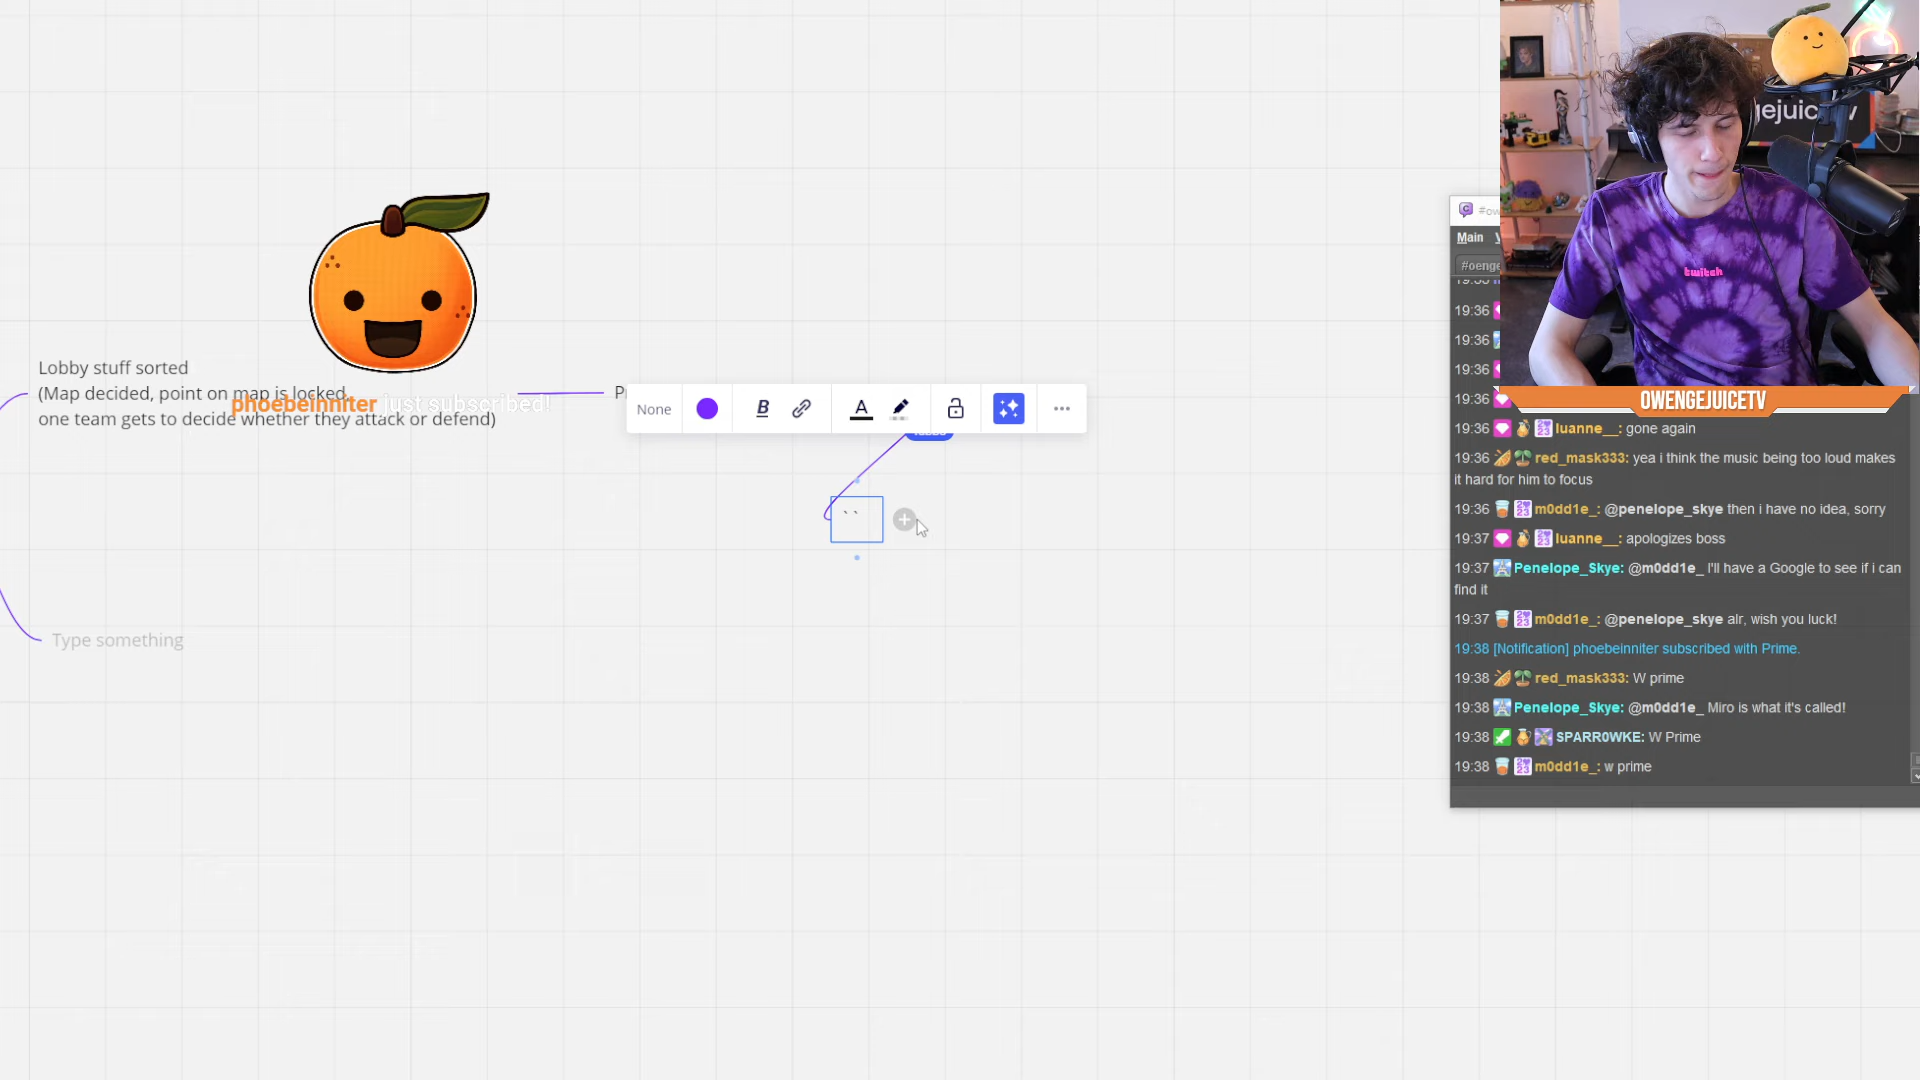 Lobby stuff sorted
(Map decided, point on map is locked,
one team gets to decide whether they attack or defend)
phoebeinniter just subscribed!
None
B
A
``
Type something
Main
19:36
19:36
19:36
19:36
19:36 luanne__: gone again
19:36 red_mask333: yea i think the music being too loud makes
it hard for him to focus
19:36 m0dd1e_: @penelope_skye then i have no idea, sorry
19:37 luanne__: apologizes boss
19:37 Penelope_Skye: @m0dd1e_ I'll have a Google to see if i can
find it
19:37 m0dd1e_: @penelope_skye alr, wish you luck!
19:38 [Notification] phoebeinniter subscribed with Prime.
19:38 red_mask333: W prime
19:38 Penelope_Skye: @m0dd1e_ Miro is what it's called!
19:38 SPARR0WKE: W Prime
19:38 m0dd1e_: w prime
twitch
OWENGEJUICETV